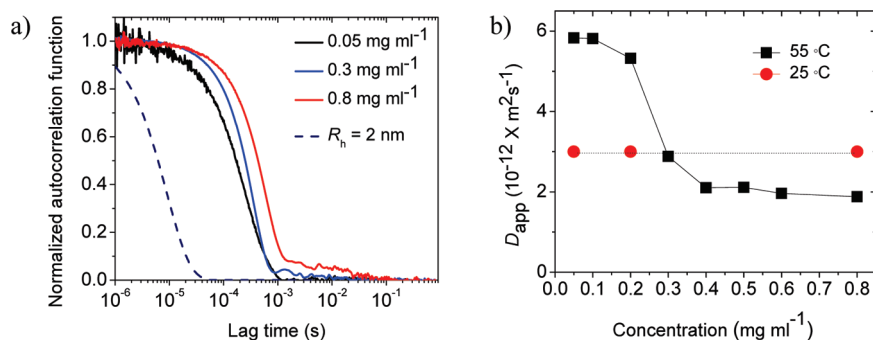 a)
Normalized autocorrelation function
1.0
0.8
0.6
0.4
0.2
0.0
0.05 mg ml⁻¹
0.3 mg ml⁻¹
0.8 mg ml⁻¹
Rₕ = 2 nm
10⁻⁶ 10⁻⁵ 10⁻⁴ 10⁻³ 10⁻² 10⁻¹
Lag time (s)
b)
D_app (10⁻¹² X m²s⁻¹)
6
4
2
0
55 °C
25 °C
0.0 0.1 0.2 0.3 0.4 0.5 0.6 0.7 0.8
Concentration (mg ml⁻¹)